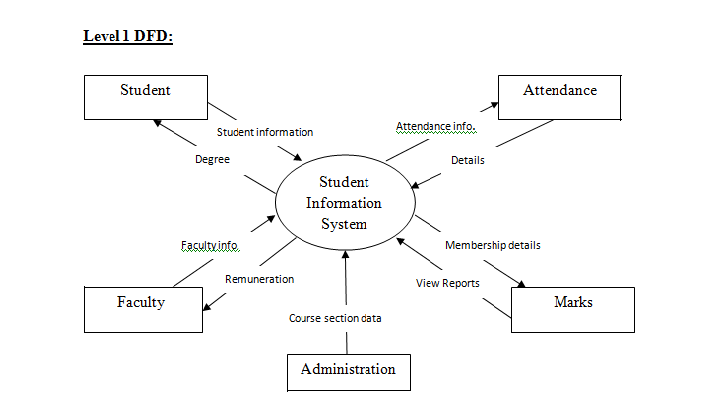 Level 1 DFD:
Student
Attendance
Student information
Attendance info.
Degree
Details
Student
Information
System
Faculty info
Membership details
Remuneration
View Reports
Faculty
Marks
Course section data
Administration